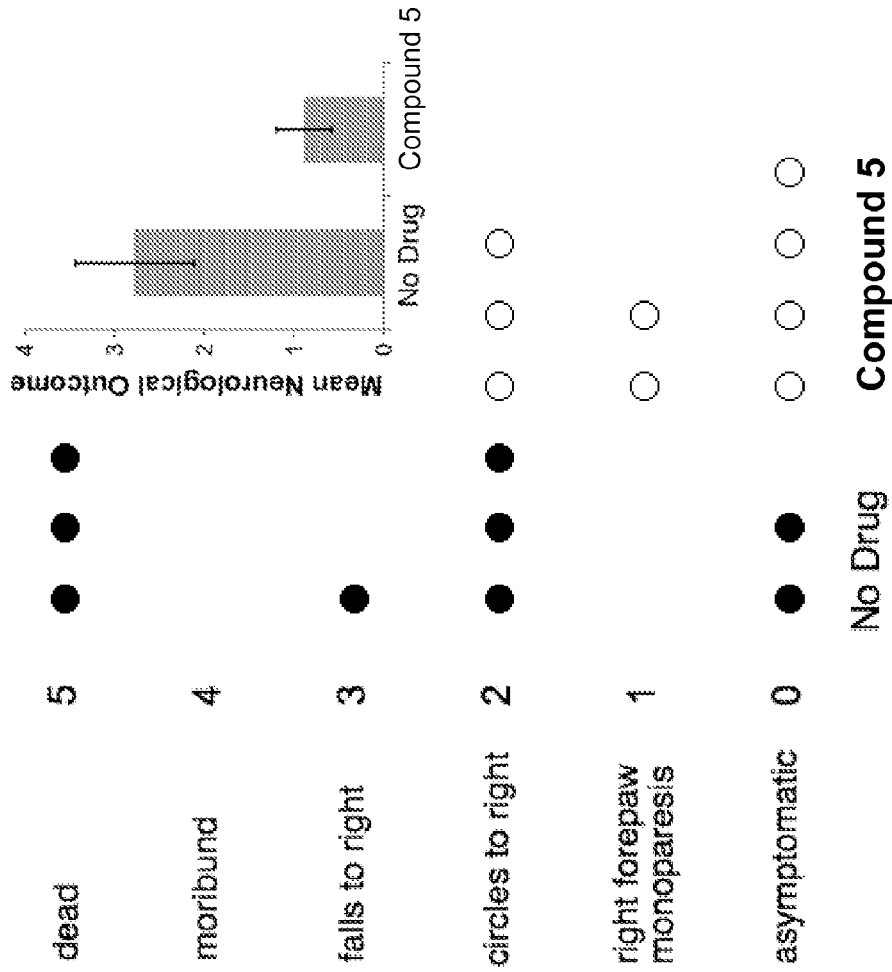 dead 5
moribund 4
falls to right 3
circles to right 2
right forepaw
monoparesis 1
asymptomatic 0
No Drug
Compound 5
Mean Neurological Outcome
4
3
2
1
0
No Drug
Compound 5